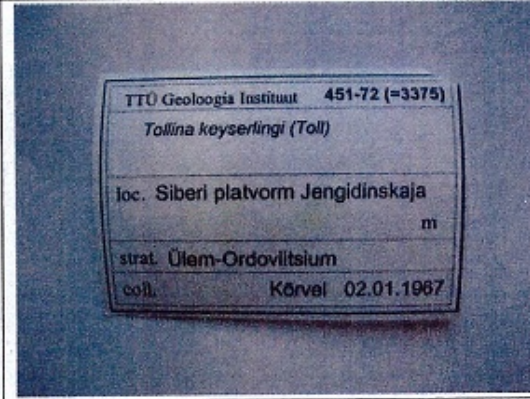 TTÜ Geoloogia Instituut 451-72 (=3375)
Tollina keyserlingi (Toll)
loc. Siberi platvorm Jengidinskaja
m
strat. Ülem-Ordoviitsium
coll. Kõrvel 02.01.1967